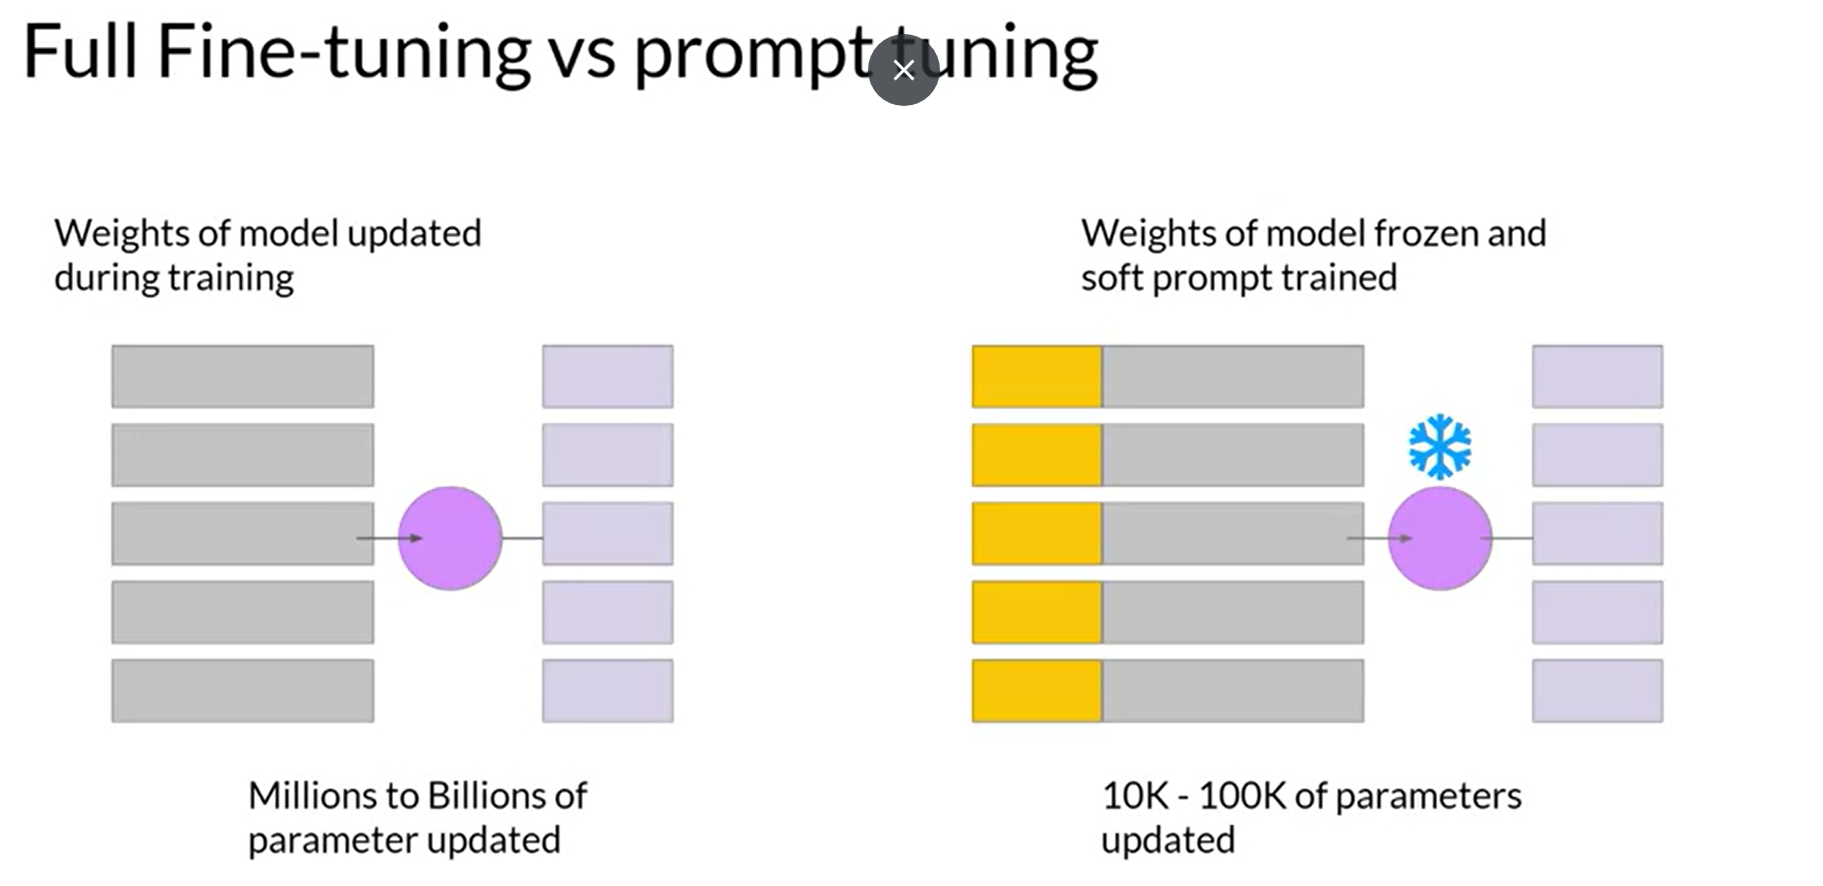 Full Fine-tuning vs prompt tuning
Weights of model updated
during training
Weights of model frozen and
soft prompt trained
Millions to Billions of
parameter updated
10K - 100K of parameters
updated